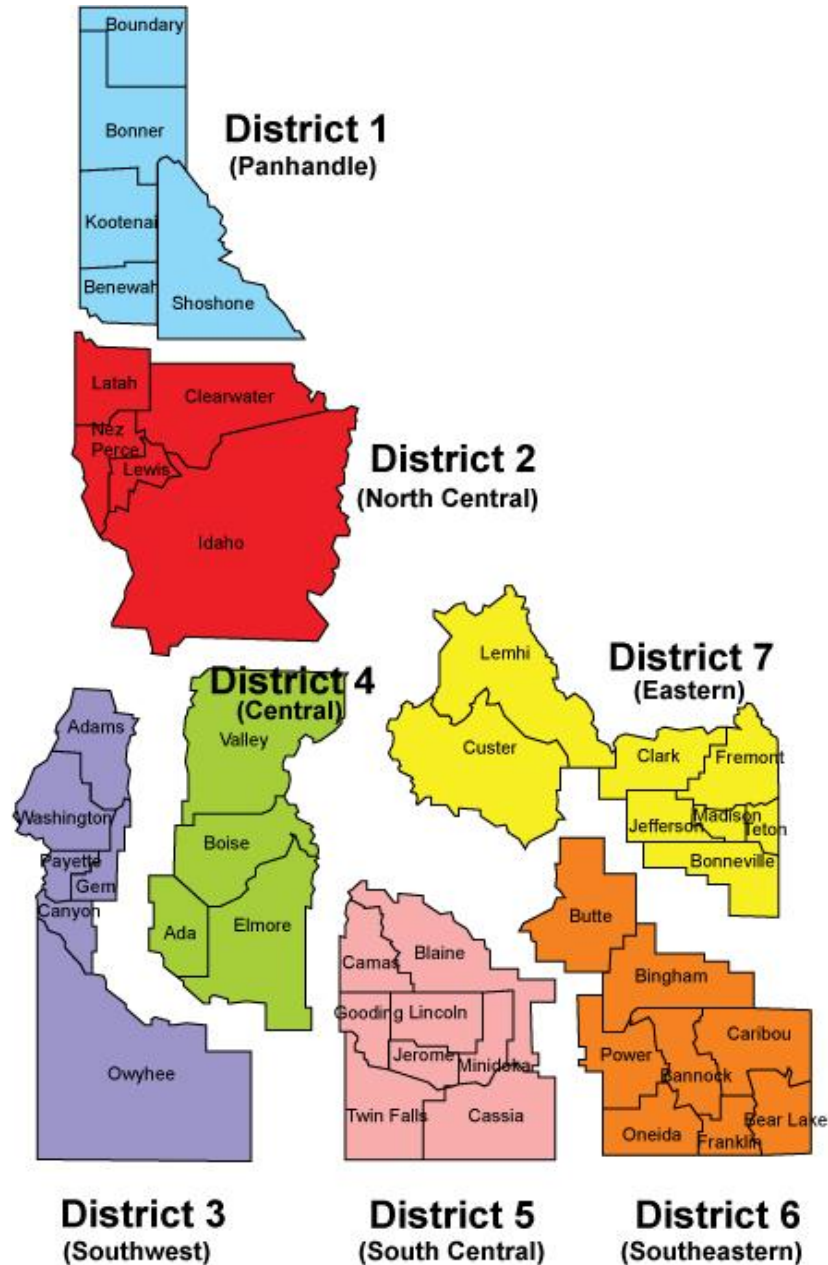 Boundary
Bonner
District 1
(Panhandle)
Kootenai
Benewah
Shoshone
Latah
Clearwater
Nez
Perce
Lewis
District 2
(North Central)
Idaho
Lemhi
District 7
(Eastern)
District 4
(Central)
Adams
Valley
Custer
Clark
Fremont
Washington
Madison
Jefferson
Teton
Boise
Payette
Bonneville
Gem
Canyon
Butte
Ada
Elmore
Blaine
Camas
Bingham
Gooding
Lincoln
Caribou
Jerome
Power
Minidoka
Bannock
Owyhee
Twin Falls
Cassia
Bear Lake
Oneida
Franklin
District 3
(Southwest)
District 5
(South Central)
District 6
(Southeastern)